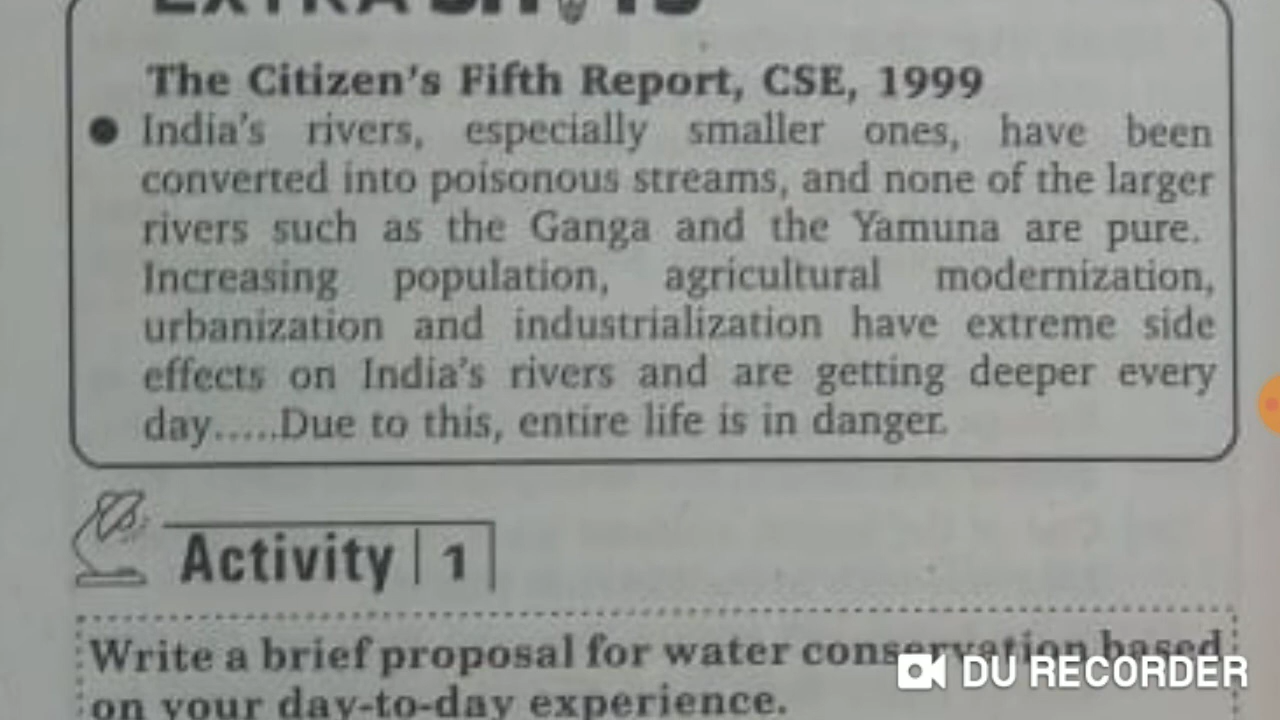 EXTRA
The Citizen's Fifth Report, CSE, 1999
● India's rivers, especially smaller ones, have been
converted into poisonous streams, and none of the larger
rivers such as the Ganga and the Yamuna are pure.
Increasing population, agricultural modernization,
urbanization and industrialization have extreme side
effects on India's rivers and are getting deeper every
day.....Due to this, entire life is in danger.
Activity | 1
Write a brief proposal for water conservation based
on your day-to-day experience.
DU RECORDER